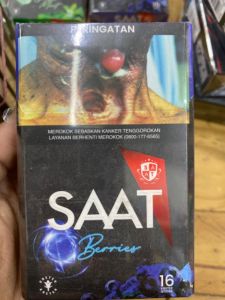 PERINGATAN
MEROKOK SEBABKAN KANKER TENGGOROKAN
LAYANAN BERHENTI MEROKOK (0800-177-6565)
SAAT
Berries
16